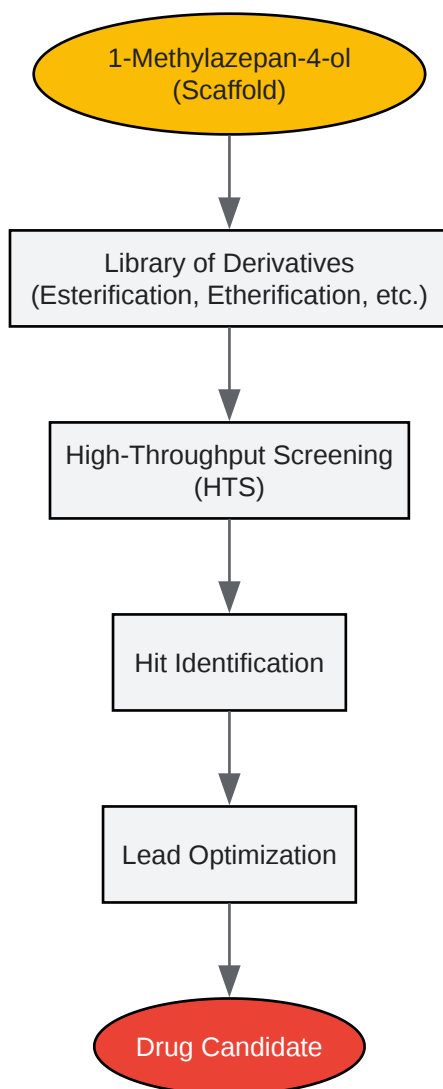 1-Methylazepan-4-ol
(Scaffold)
Library of Derivatives
(Esterification, Etherification, etc.)
High-Throughput Screening
(HTS)
Hit Identification
Lead Optimization
Drug Candidate